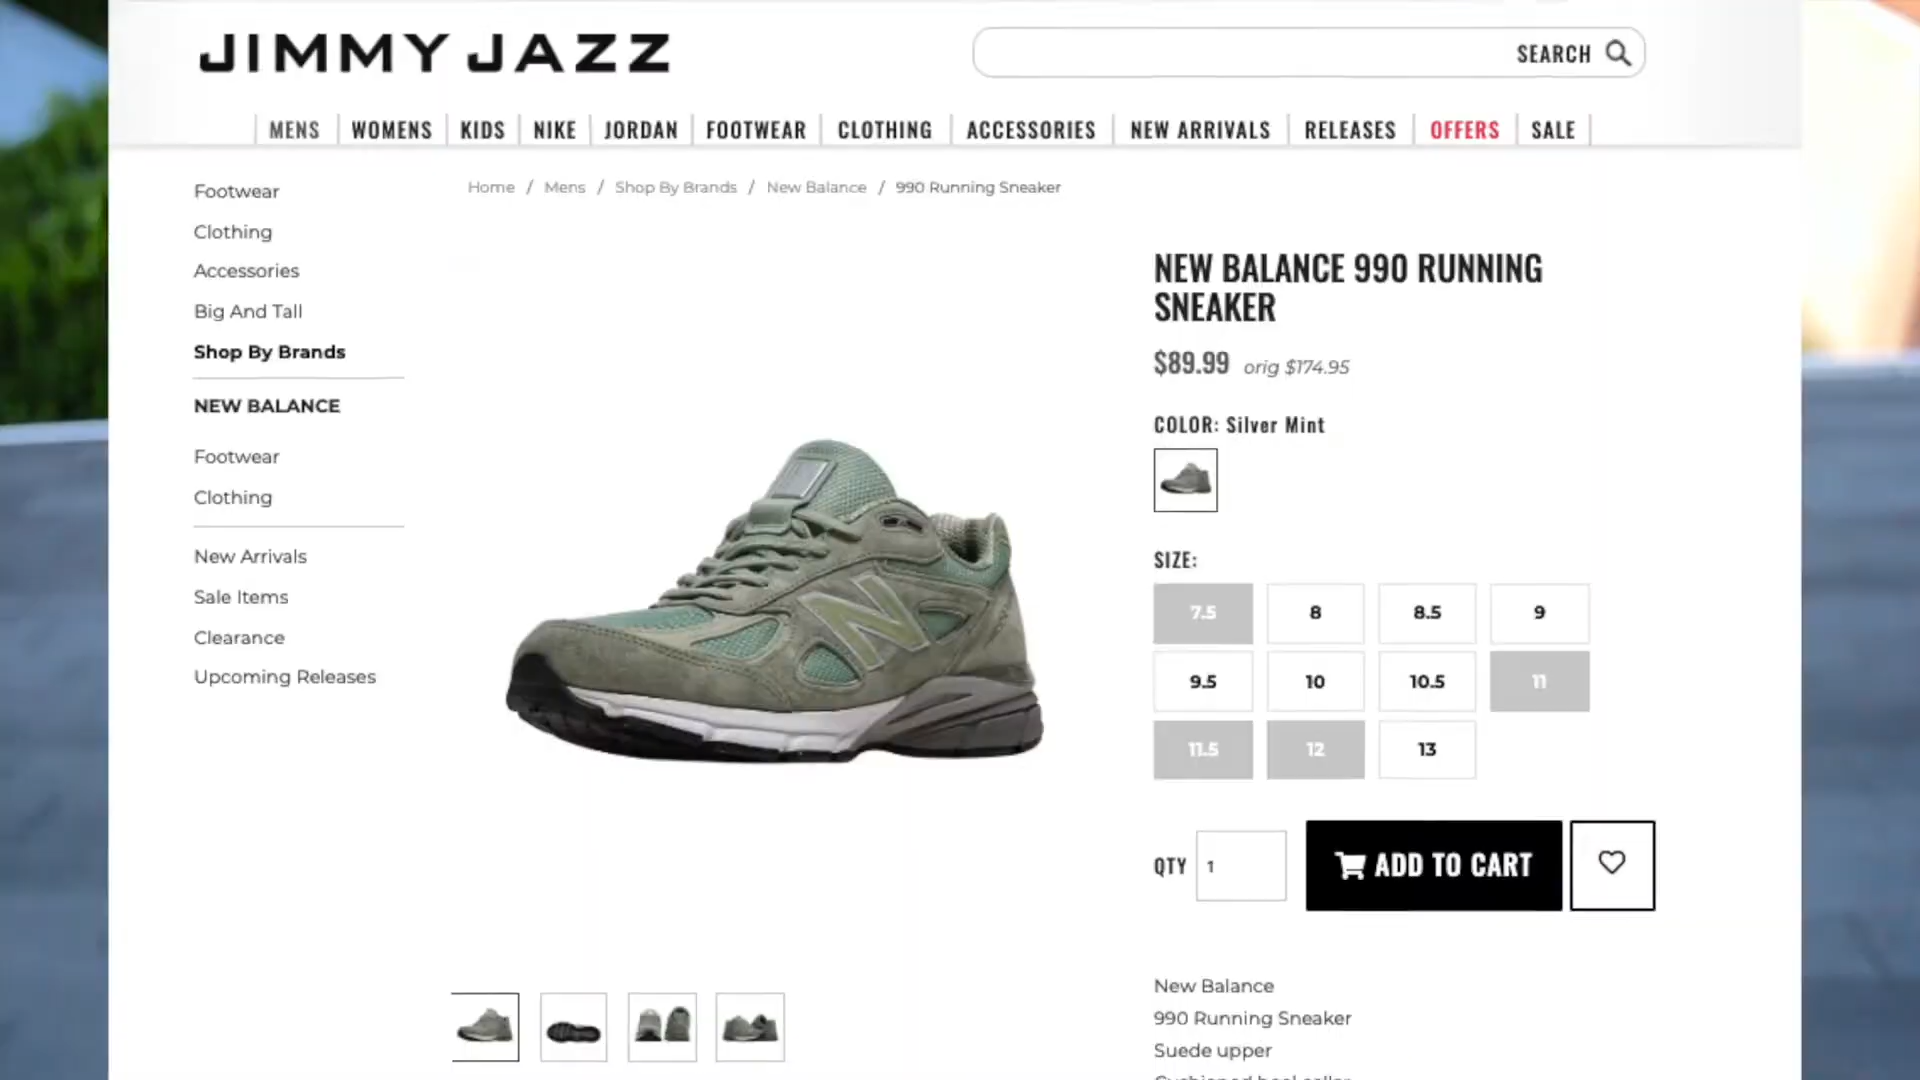 JIMMY JAZZ
SEARCH
MENS
WOMENS
KIDS
NIKE
JORDAN
FOOTWEAR
CLOTHING
ACCESSORIES
NEW ARRIVALS
RELEASES
OFFERS
SALE
Home / Mens / Shop By Brands / New Balance / 990 Running Sneaker
Footwear
Clothing
Accessories
Big And Tall
Shop By Brands
NEW BALANCE
Footwear
Clothing
New Arrivals
Sale Items
Clearance
Upcoming Releases
N
NEW BALANCE 990 RUNNING
SNEAKER
$89.99 orig $174.95
COLOR: Silver Mint
SIZE:
7.5
8
8.5
9
9.5
10
10.5
11
11.5
12
13
QTY 1
ADD TO CART
New Balance
990 Running Sneaker
Suede upper